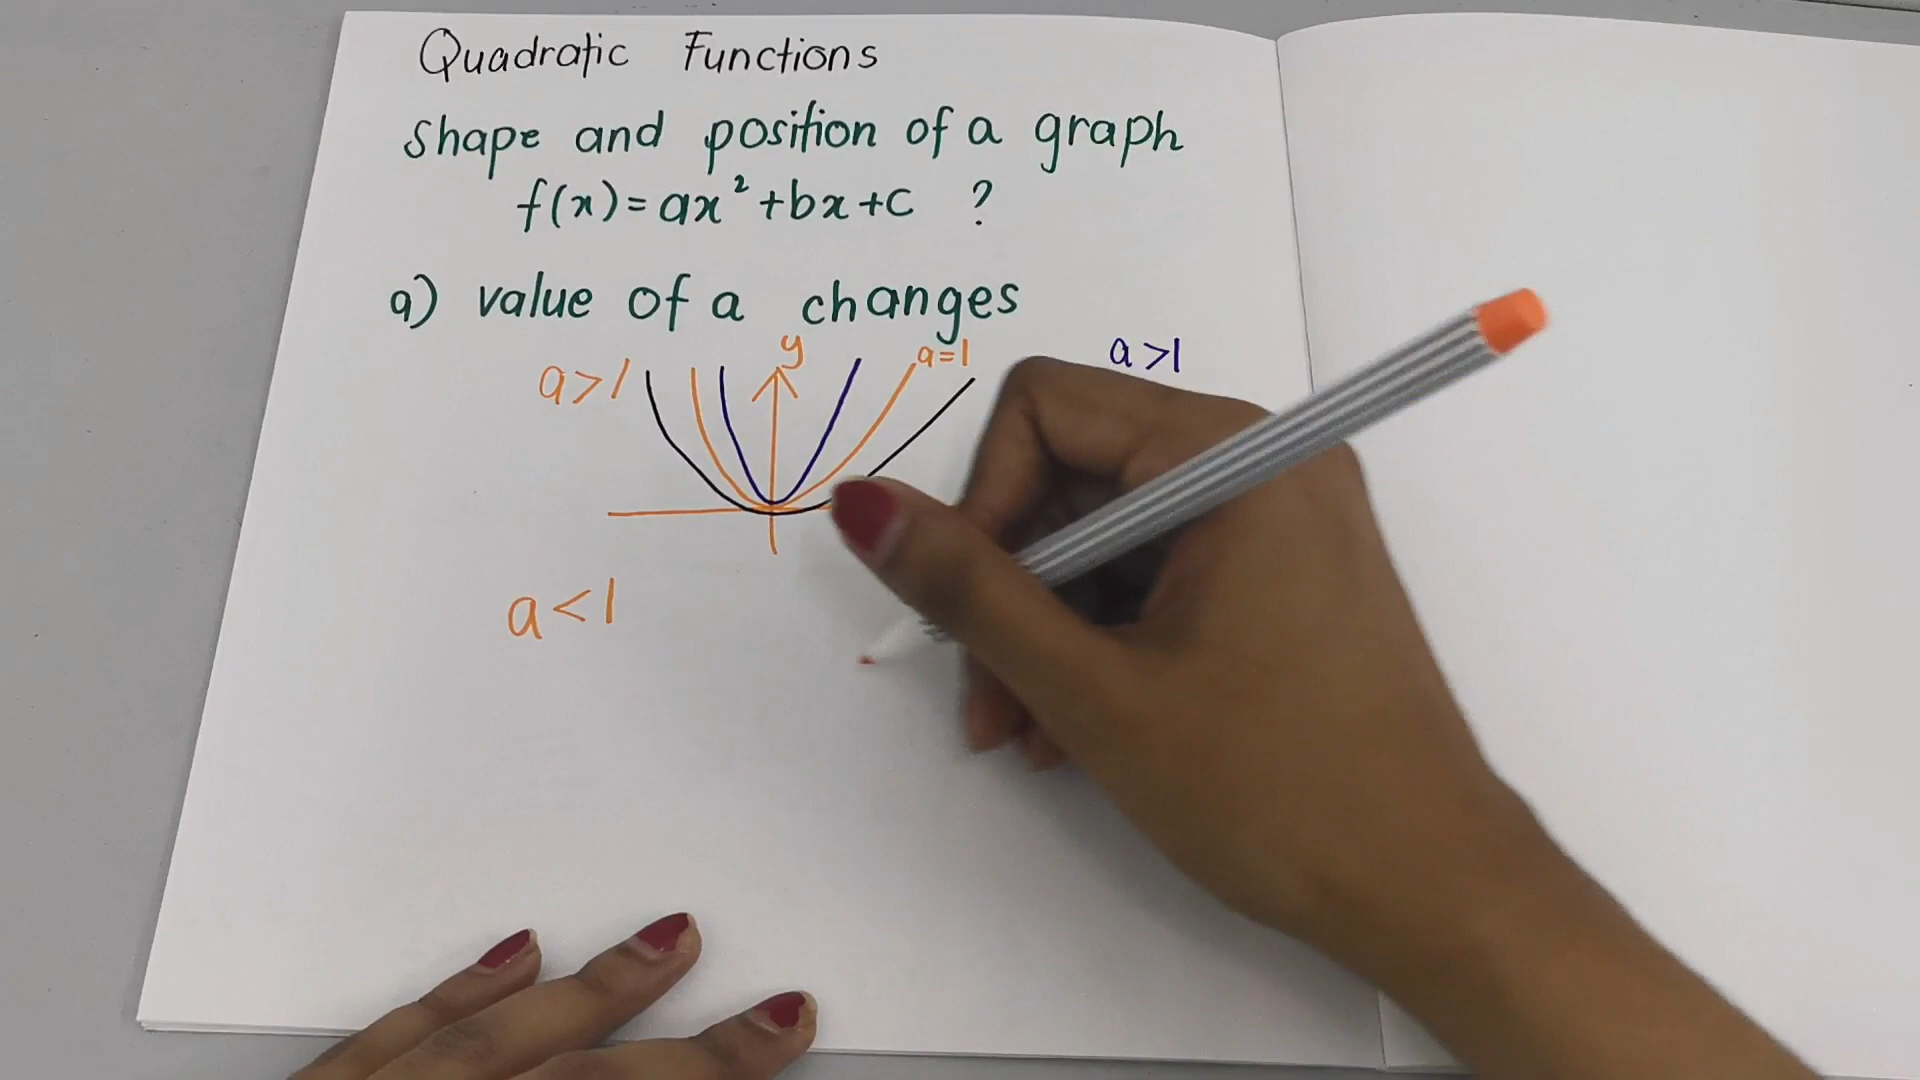 Quadratic Functions
Shape and position of a graph
f(x)=ax²+bx+c ?
a) value of a changes
y
a=1
a>1
a>1
a<1